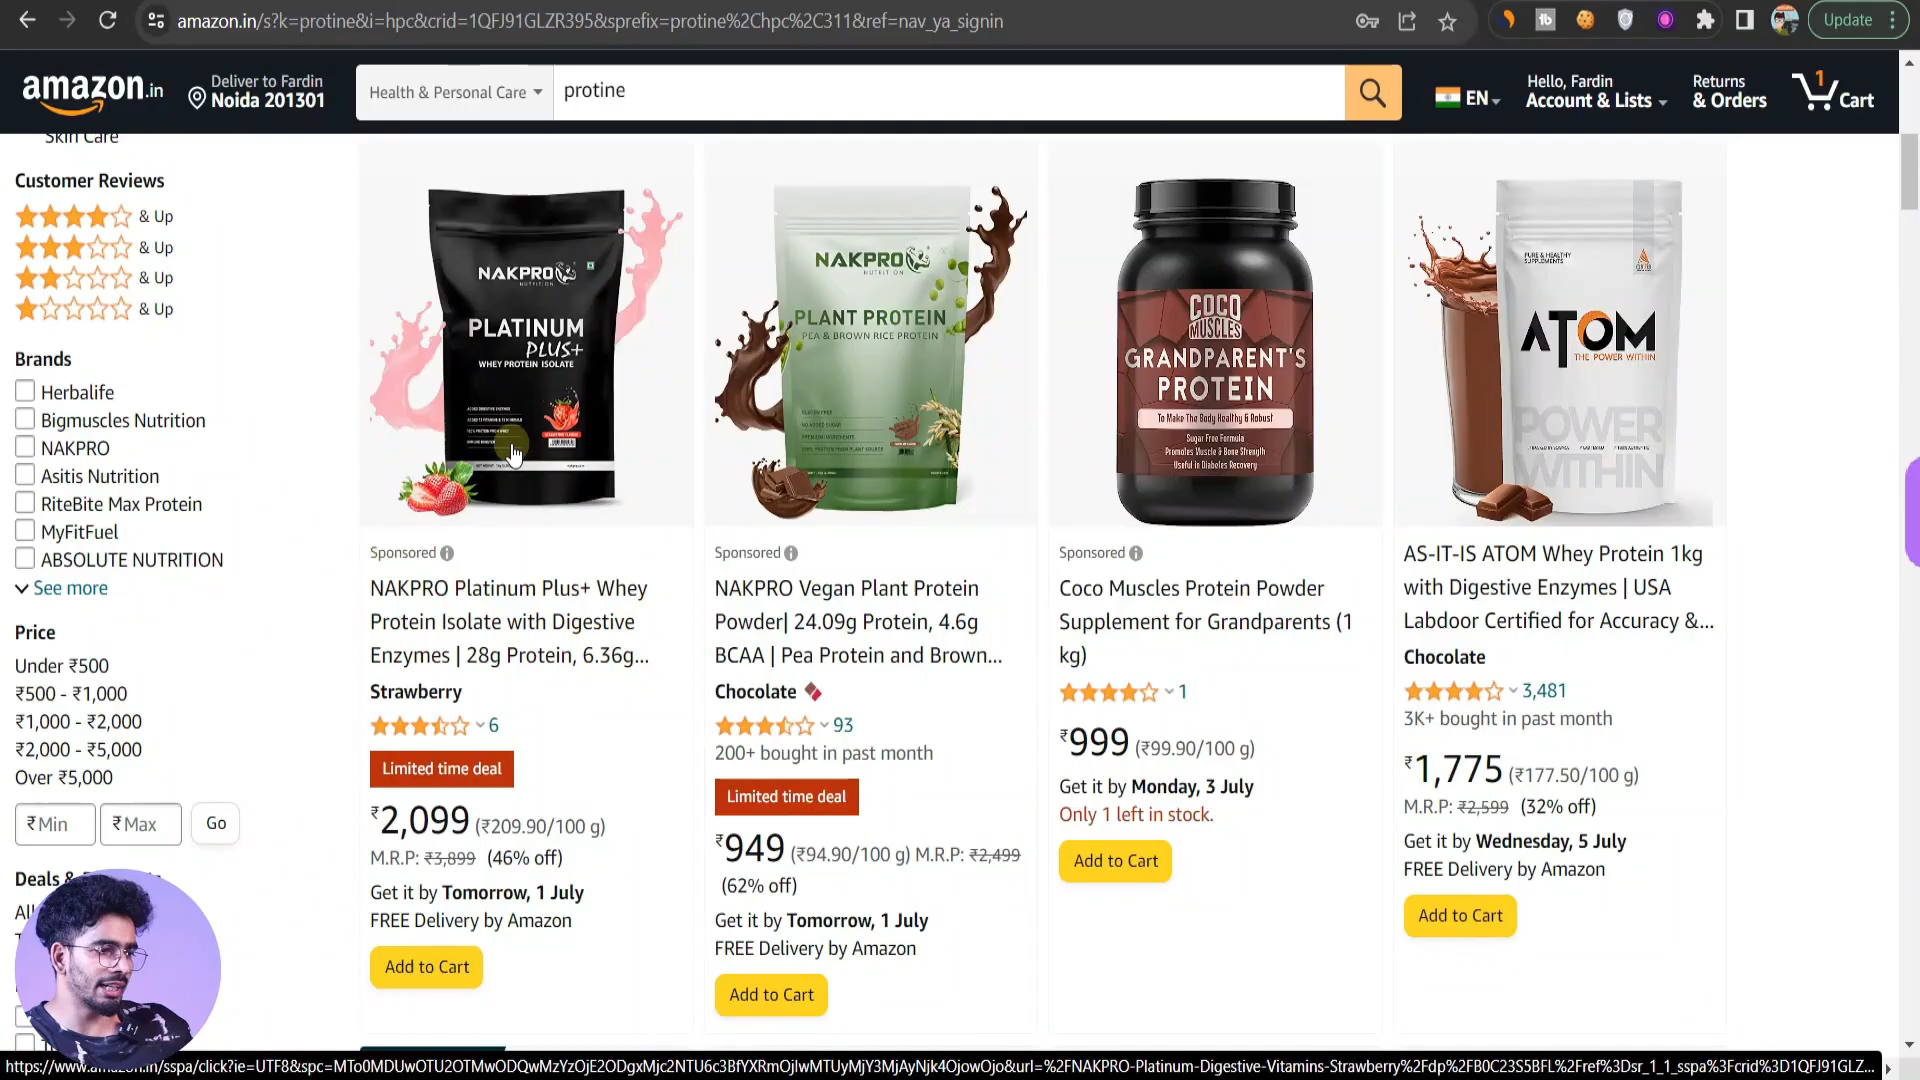 amazon.in/s?k=protine&i=hpc&crid=1QFJ91GLZR395&sprefix=protine%2Chpc%2C311&ref=nav_ya_signin
Update
amazon.in
Deliver to Fardin
Noida 201301
Health & Personal Care
protine
EN
Hello, Fardin
Account & Lists
Returns
& Orders
1
Cart
Skin Care
Customer Reviews
& Up
& Up
& Up
& Up
Brands
Herbalife
Bigmuscles Nutrition
NAKPRO
Asitis Nutrition
RiteBite Max Protein
MyFitFuel
ABSOLUTE NUTRITION
See more
Price
Under ₹500
₹500 - ₹1,000
₹1,000 - ₹2,000
₹2,000 - ₹5,000
Over ₹5,000
₹Min
₹Max
Go
Deals &
NAKPRO
NUTRITION
PLATINUM
PLUS+
WHEY PROTEIN ISOLATE
Sponsored
NAKPRO Platinum Plus+ Whey
Protein Isolate with Digestive
Enzymes | 28g Protein, 6.36g...
Strawberry
6
Limited time deal
₹2,099 (₹209.90/100 g)
M.R.P: ₹3,899 (46% off)
Get it by Tomorrow, 1 July
FREE Delivery by Amazon
Add to Cart
NAKPRO
NUTRITION
PLANT PROTEIN
PEA & BROWN RICE PROTEIN
Sponsored
NAKPRO Vegan Plant Protein
Powder| 24.09g Protein, 4.6g
BCAA | Pea Protein and Brown...
Chocolate
93
200+ bought in past month
Limited time deal
₹949 (₹94.90/100 g) M.R.P: ₹2,499
(62% off)
Get it by Tomorrow, 1 July
FREE Delivery by Amazon
Add to Cart
COCO
MUSCLES
GRANDPARENT'S
PROTEIN
To Make The Body Healthy & Robust
Sugar Free Formula
Promotes Muscle & Bone Strength
Useful in Diabetes Recovery
Sponsored
Coco Muscles Protein Powder
Supplement for Grandparents (1
kg)
1
₹999 (₹99.90/100 g)
Get it by Monday, 3 July
Only 1 left in stock.
Add to Cart
PURE & HEALTHY
SUPPLEMENTS
ATOM
THE POWER WITHIN
POWER
WITHIN
AS-IT-IS ATOM Whey Protein 1kg
with Digestive Enzymes | USA
Labdoor Certified for Accuracy &...
Chocolate
3,481
3K+ bought in past month
₹1,775 (₹177.50/100 g)
M.R.P: ₹2,599 (32% off)
Get it by Wednesday, 5 July
FREE Delivery by Amazon
Add to Cart